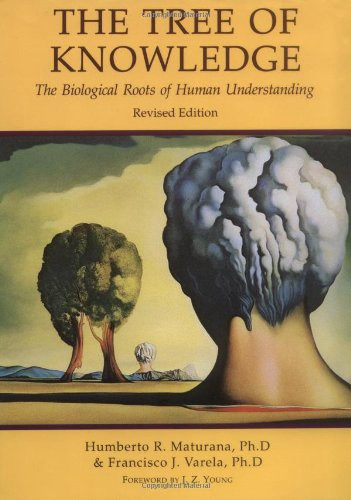 THE TREE OF
KNOWLEDGE
The Biological Roots of Human Understanding
Revised Edition
Humberto R. Maturana, Ph.D
& Francisco J. Varela, Ph.D
FOREWORD BY J. Z. YOUNG